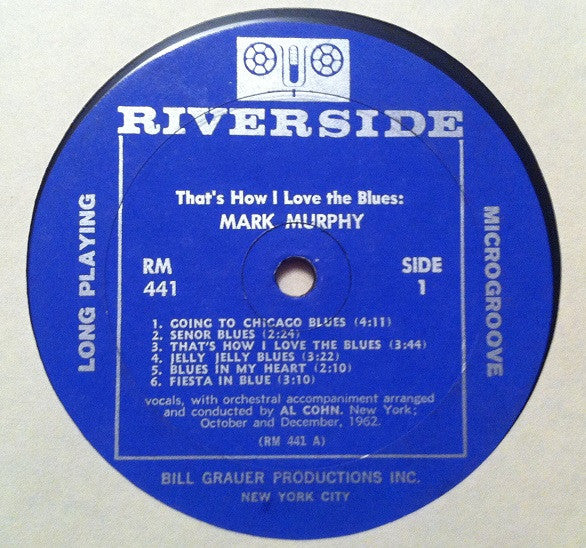 RIVERSIDE
That's How I Love the Blues:
MARK MURPHY
LONG PLAYING
MICROGROOVE
RM
441
SIDE
1
1. GOING TO CHICAGO BLUES (4:11)
2. SENOR BLUES (2:24)
3. THAT'S HOW I LOVE THE BLUES (3:44)
4. JELLY JELLY BLUES (3:22)
5. BLUES IN MY HEART (2:10)
6. FIESTA IN BLUE (3:10)
vocals, with orchestral accompaniment arranged
and conducted by AL COHN. New York;
October and December, 1962.
(RM 441 A)
BILL GRAUER PRODUCTIONS INC.
NEW YORK CITY